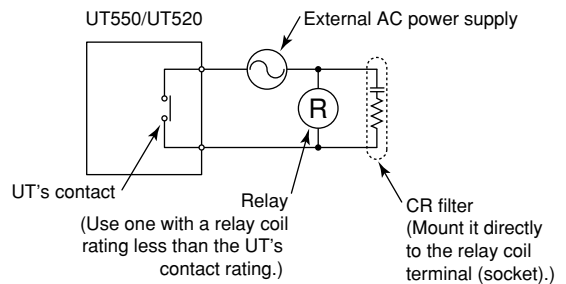 UT550/UT520
External AC power supply
R
UT's contact
Relay
(Use one with a relay coil
rating less than the UT's
contact rating.)
CR filter
(Mount it directly
to the relay coil
terminal (socket).)